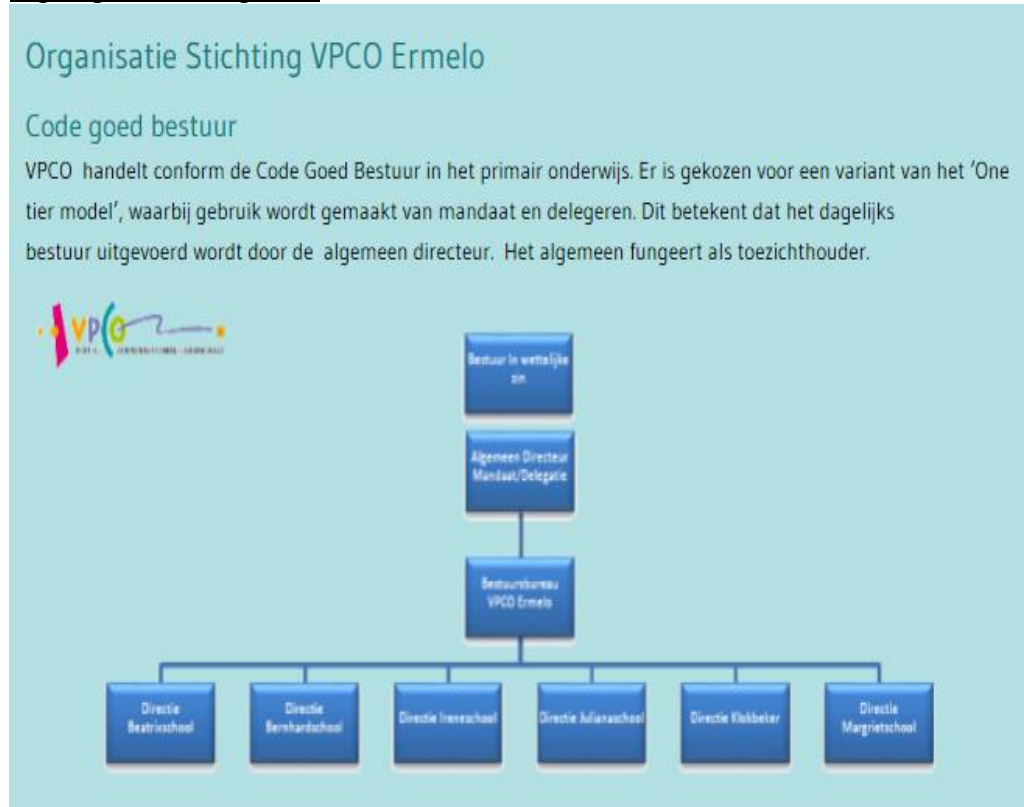 Organisatie Stichting VPCO Ermelo
Code goed bestuur
VPCO handelt conform de Code Goed Bestuur in het primair onderwijs. Er is gekozen voor een variant van het ‘One
tier model’, waarbij gebruik wordt gemaakt van mandaat en delegeren. Dit betekent dat het dagelijks
bestuur uitgevoerd wordt door de algemeen directeur. Het algemeen fungeert als toezichthouder.
VPCO
Bestuur in wettelijke
zin
Algemeen Directeur
Mandaat/Delegatie
Bestuursbureau
VPCO Ermelo
Directie
Beatrixschool
Directie
Bernhardschool
Directie Ireneschool
Directie Julianaschool
Directie Klokbeker
Directie
Margrietschool